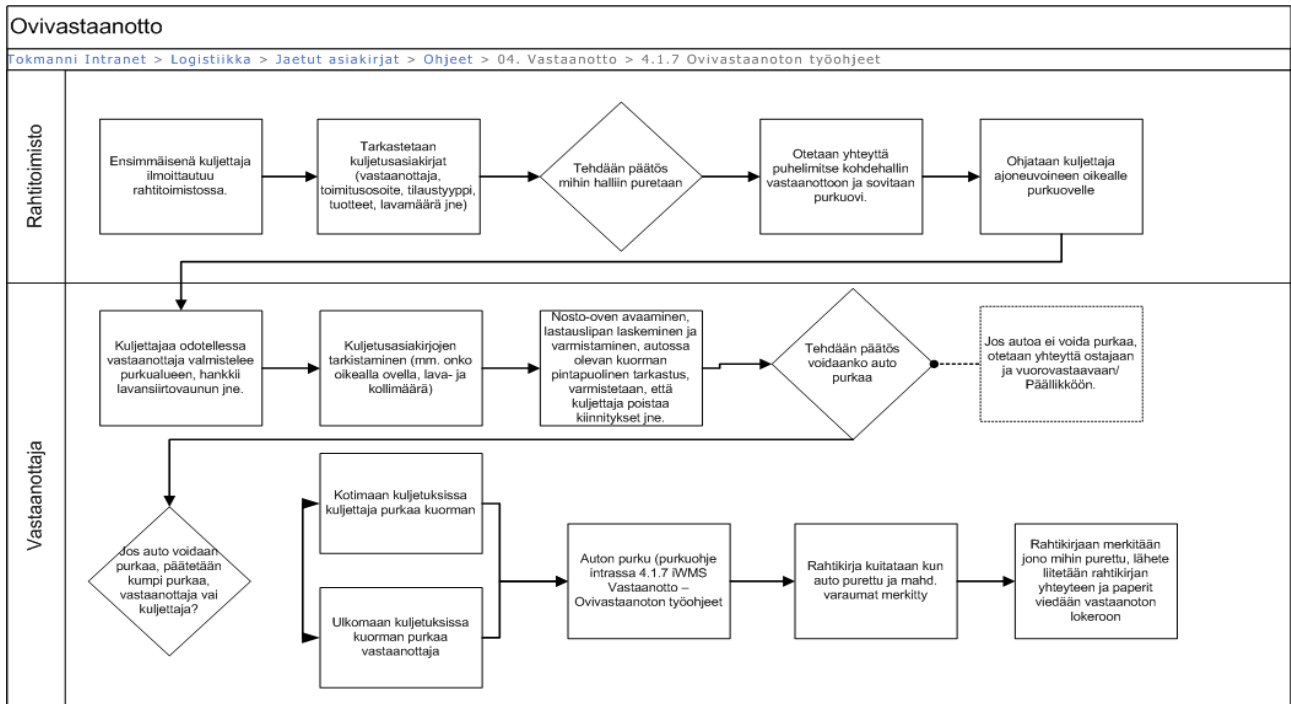 Ovivastaanotto
Tokmanni Intranet > Logistiikka > Jaetut asiakirjat > Ohjeet > 04. Vastaanotto > 4.1.7 Ovivastaanoton työohjeet
Rahtitoimisto
Ensimmäisenä kuljettaja
ilmoittautuu
rahtitoimistossa.
Tarkastetaan
kuljetusasiakirjat
(vastaanottaja,
toimitusosoite, tilaustyyppi,
tuotteet, lavamäärä jne)
Tehdään päätös
mihin halliin puretaan
Otetaan yhteyttä
puhelimitse kohdehallin
vastaanottoon ja sovitaan
purkuovi.
Ohjataan kuljettaja
ajoneuvoineen oikealle
purkuovelle
Vastaanottaja
Kuljettajaa odotellessa
vastaanottaja valmistelee
purkualueen, hankkii
lavansiirtovaunun jne.
Kuljetusasiakirjojen
tarkistaminen (mm. onko
oikealla ovella, lava- ja
kollimäärä)
Nosto-oven avaaminen,
lastauslipan laskeminen ja
varmistaminen, autossa
olevan kuorman
pintapuolinen tarkastus,
varmistetaan, että
kuljettaja poistaa
kiinnitykset jne.
Tehdään päätös
voidaanko auto
purkaa
Jos autoa ei voida purkaa,
otetaan yhteyttä ostajaan
ja vuorovastaavaan/
Päällikköön.
Jos auto voidaan
purkaa, päätetään
kumpi purkaa,
vastaanottaja vai
kuljettaja?
Kotimaan kuljetuksissa
kuljettaja purkaa kuorman
Ulkomaan kuljetuksissa
kuorman purkaa
vastaanottaja
Auton purku (purkuohje
intrassa 4.1.7 iWMS
Vastaanotto –
Ovivastaanoton työohjeet
Rahtikirja kuitataan kun
auto purettu ja mahd.
varaumat merkitty
Rahtikirjaan merkitään
jono mihin purettu, lähete
liitetään rahtikirjan
yhteyteen ja paperit
viedään vastaanoton
lokeroon